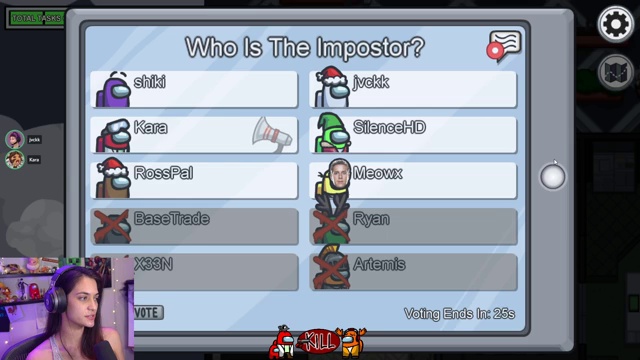 TOTAL TASKS
Who Is The Impostor?
shiki
jvckk
Kara
SilenceHD
jvckk
Kara
RossPal
Meowx
BaseTrade
Ryan
X33N
Artemis
VOTE
Voting Ends In: 25s
KILL